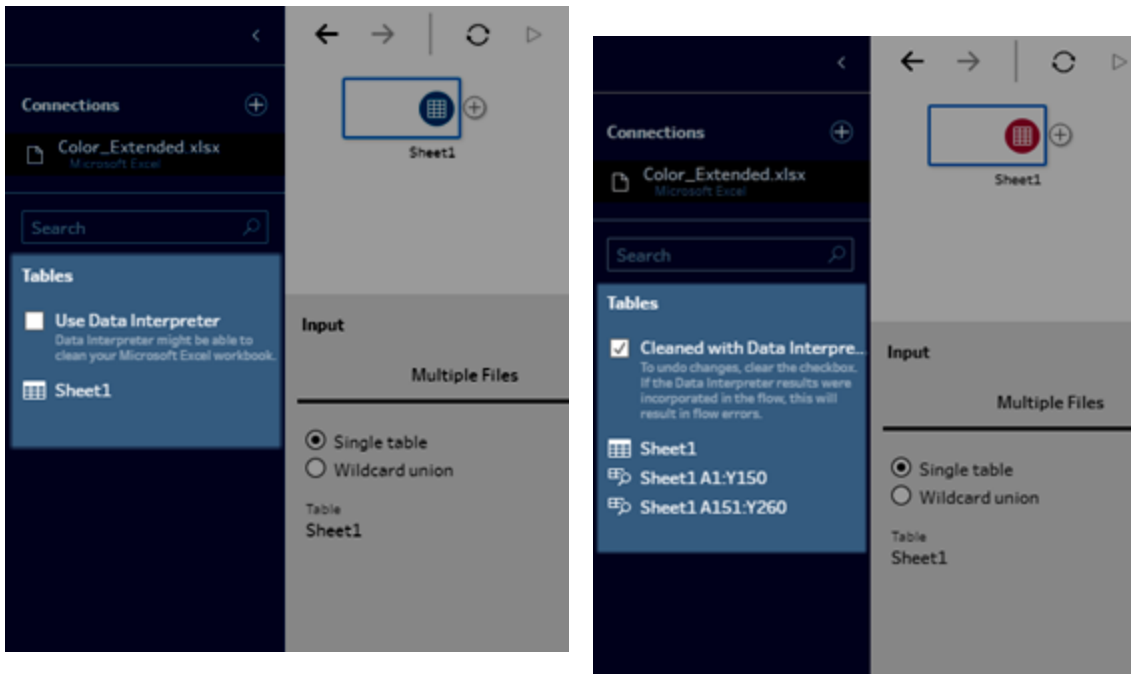 Connections
Color_Extended.xlsx
Microsoft Excel
Search
Tables
Use Data Interpreter
Data Interpreter might be able to
clean your Microsoft Excel workbook.
Sheet1
Sheet1
Input
Multiple Files
Single table
Wildcard union
Table
Sheet1
Connections
Color_Extended.xlsx
Microsoft Excel
Search
Tables
Cleaned with Data Interpre...
To undo changes, clear the checkbox.
If the Data Interpreter results were
incorporated in the flow, this will
result in flow errors.
Sheet1
Sheet1 A1:Y150
Sheet1 A151:Y260
Sheet1
Input
Multiple Files
Single table
Wildcard union
Table
Sheet1